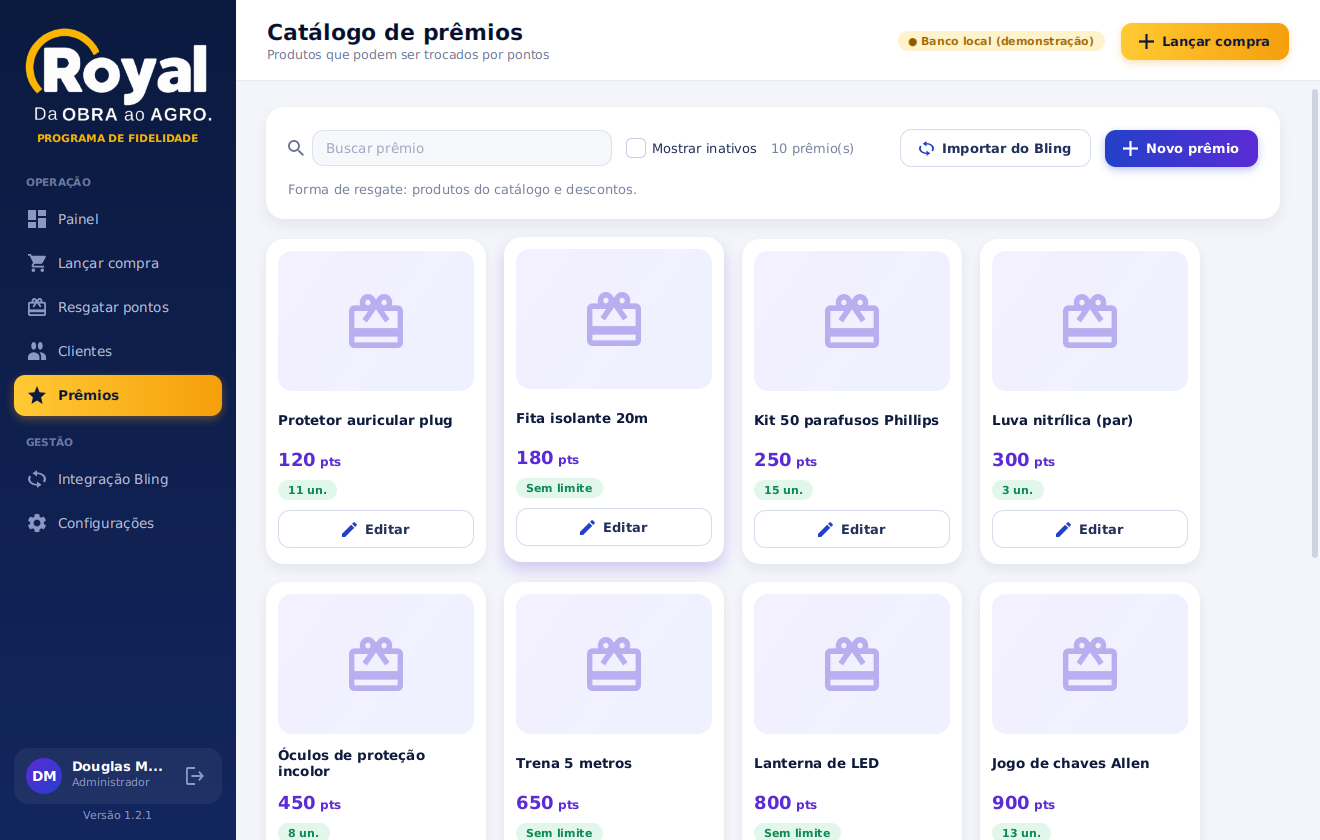 Royal
Da OBRA ao AGRO.
PROGRAMA DE FIDELIDADE
OPERAÇÃO
Painel
Lançar compra
Resgatar pontos
Clientes
Prêmios
GESTÃO
Integração Bling
Configurações
DM
Douglas M...
Administrador
Versão 1.2.1
Catálogo de prêmios
Produtos que podem ser trocados por pontos
Banco local (demonstração)
Lançar compra
Buscar prêmio
Mostrar inativos
10 prêmio(s)
Importar do Bling
Novo prêmio
Forma de resgate: produtos do catálogo e descontos.
Protetor auricular plug
120 pts
11 un.
Editar
Fita isolante 20m
180 pts
Sem limite
Editar
Kit 50 parafusos Phillips
250 pts
15 un.
Editar
Luva nitrílica (par)
300 pts
3 un.
Editar
Óculos de proteção
incolor
450 pts
8 un.
Trena 5 metros
650 pts
Sem limite
Lanterna de LED
800 pts
Sem limite
Jogo de chaves Allen
900 pts
13 un.